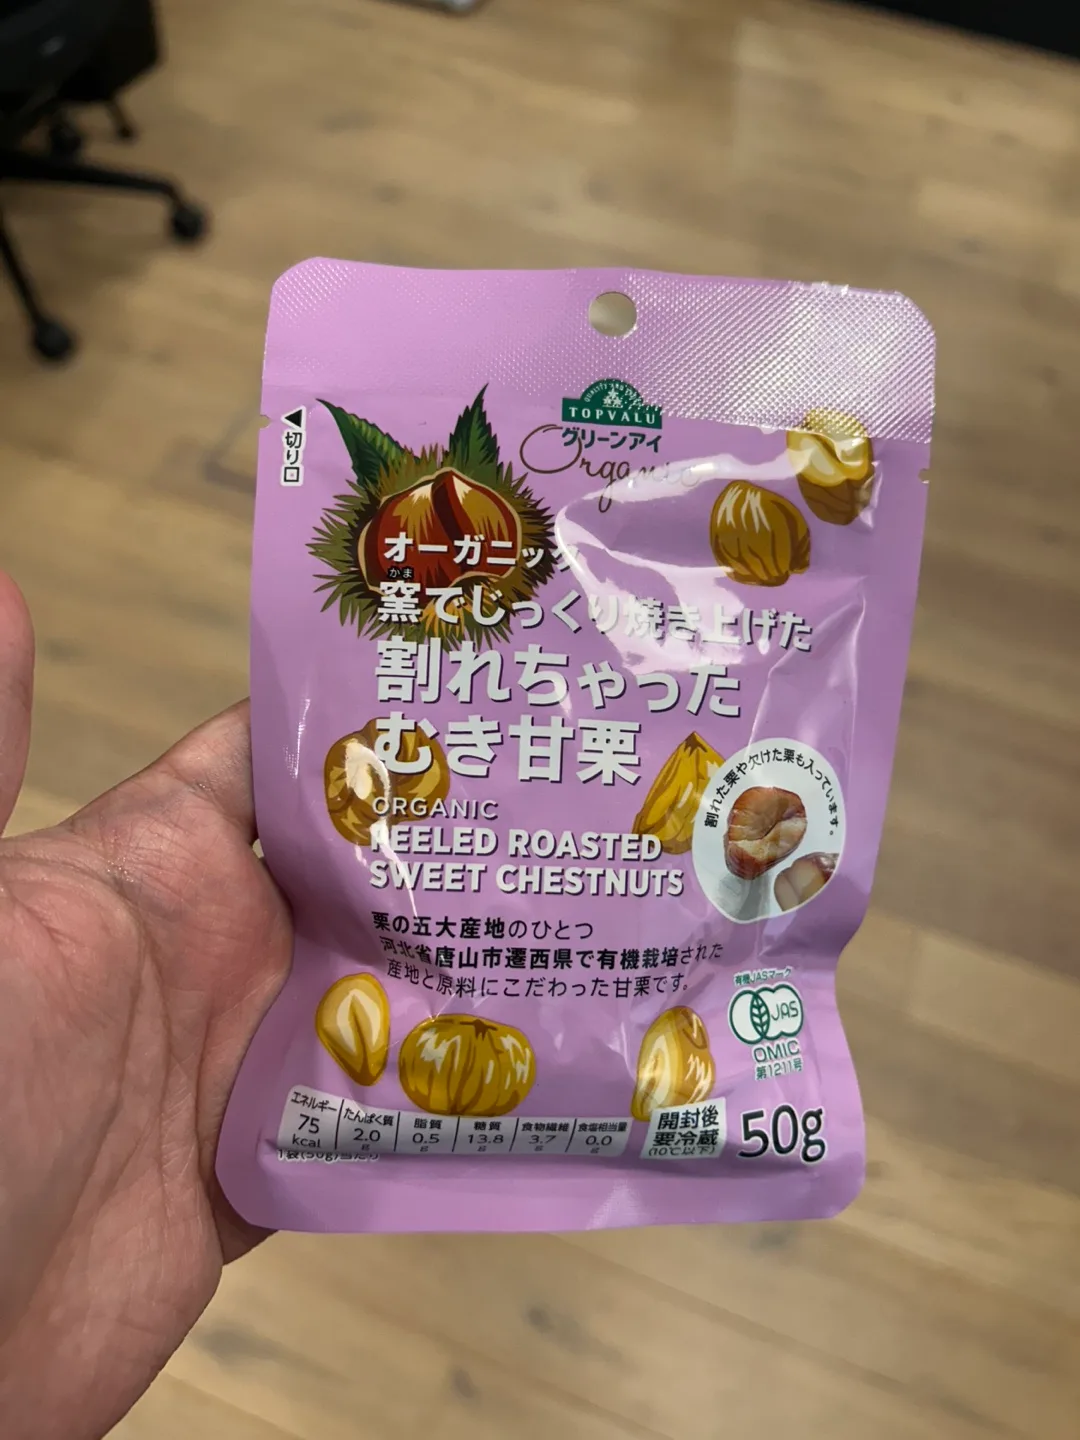 QUALITY AND
TOPVALU
グリーンアイ
Organic
切り口
オーガニック
かま
窯でじっくり焼き上げた
割れちゃった
むき甘栗
ORGANIC
PEELED ROASTED
SWEET CHESTNUTS
割れた栗や欠けた栗も入っています。
栗の五大産地のひとつ
河北省唐山市遷西県で有機栽培された
産地と原料にこだわった甘栗です。
有機JASマーク
JAS
OMIC
第1211号
エネルギー 75 kcal
たんぱく質 2.0 g
脂質 0.5 g
糖質 13.8 g
食物繊維 3.7 g
食塩相当量 0.0 g
1袋(50g)当たり
開封後
要冷蔵
(10℃以下)
50g